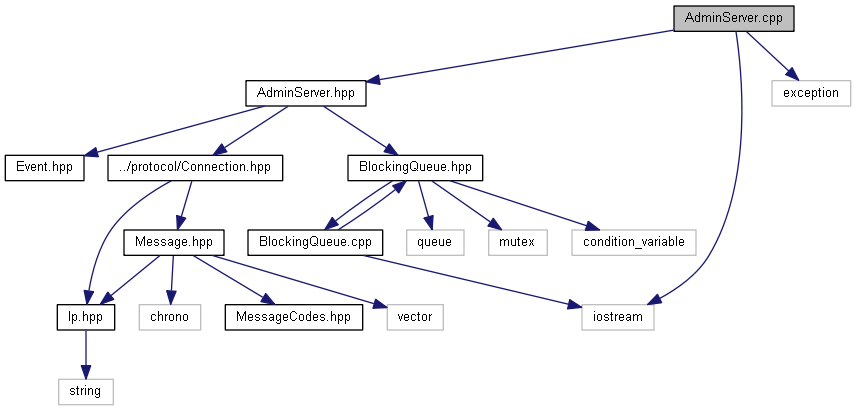 AdminServer.cpp
AdminServer.hpp
exception
Event.hpp
../protocol/Connection.hpp
BlockingQueue.hpp
Message.hpp
BlockingQueue.cpp
queue
mutex
condition_variable
Ip.hpp
chrono
MessageCodes.hpp
vector
iostream
string